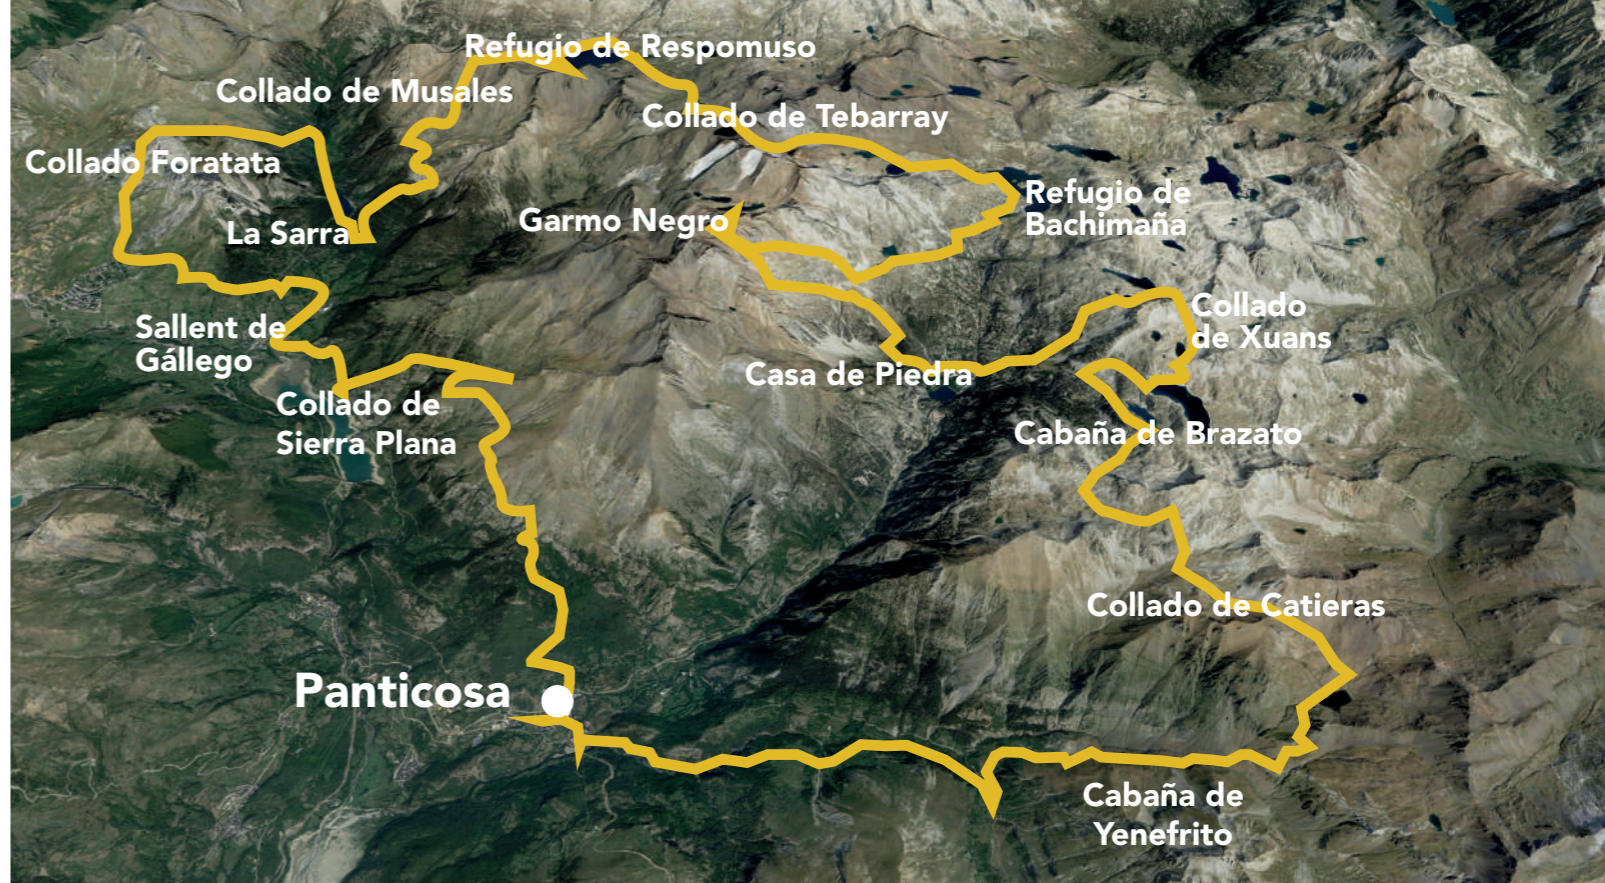 Refugio de Respomuso
Collado de Musales
Collado de Tebarray
Collado Foratata
Refugio de
Bachimaña
Garmo Negro
La Sarra
Collado
de Xuans
Sallent de
Gállego
Casa de Piedra
Collado de
Sierra Plana
Cabaña de Brazato
Collado de Catieras
Panticosa
Cabaña de
Yenefrito